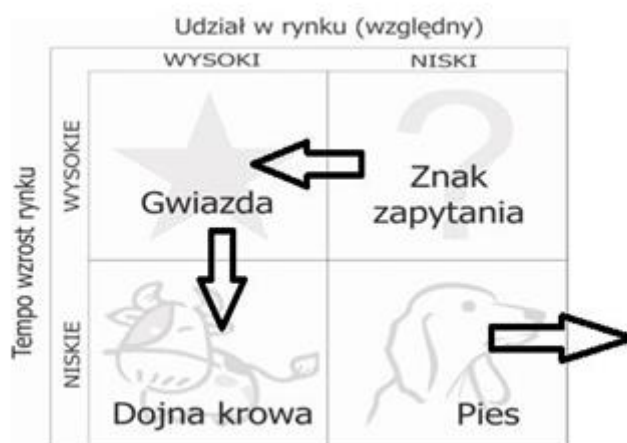 Udział w rynku (względny)
WYSOKI
NISKI
Tempo wzrost rynku
WYSOKIE
NISKIE
Gwiazda
?
Znak
zapytania
Dojna krowa
Pies